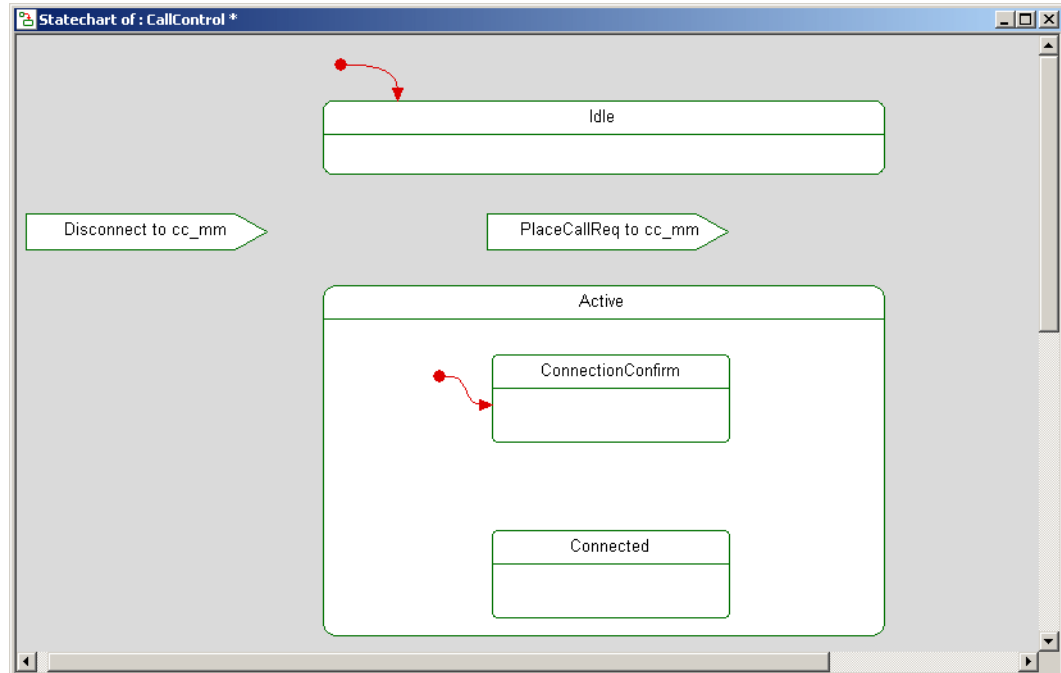 Statechart of : CallControl *
Idle
Disconnect to cc_mm
PlaceCallReq to cc_mm
Active
ConnectionConfirm
Connected